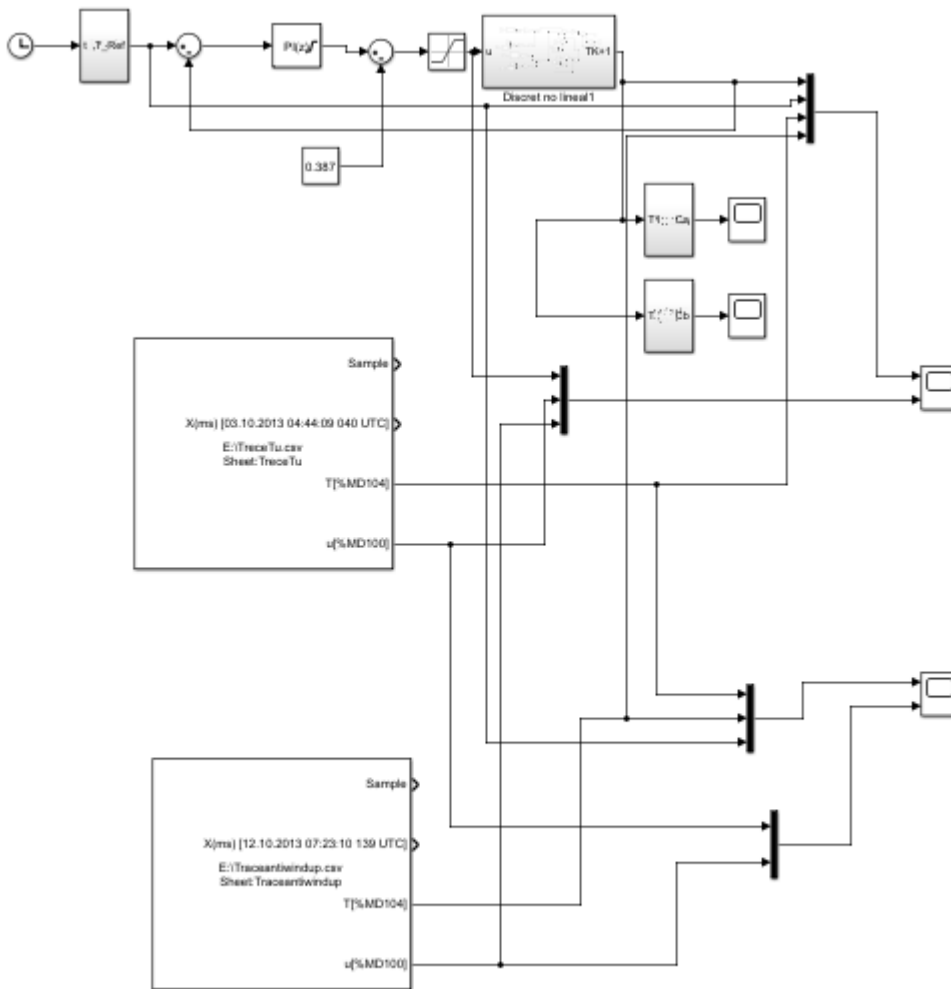 t ,T_Ref
PI(z)
u
TK+1
Discret no lineal1
0.387
Sample
X(ms) [03.10.2013 04:44:09 040 UTC]
E:\TreceTu.csv
Sheet:TreceTu
T[%MD104]
u[%MD100]
Sample
X(ms) [12.10.2013 07:23:10 139 UTC]
E:\Traceantiwindup.csv
Sheet:Traceantiwindup
T[%MD104]
u[%MD100]